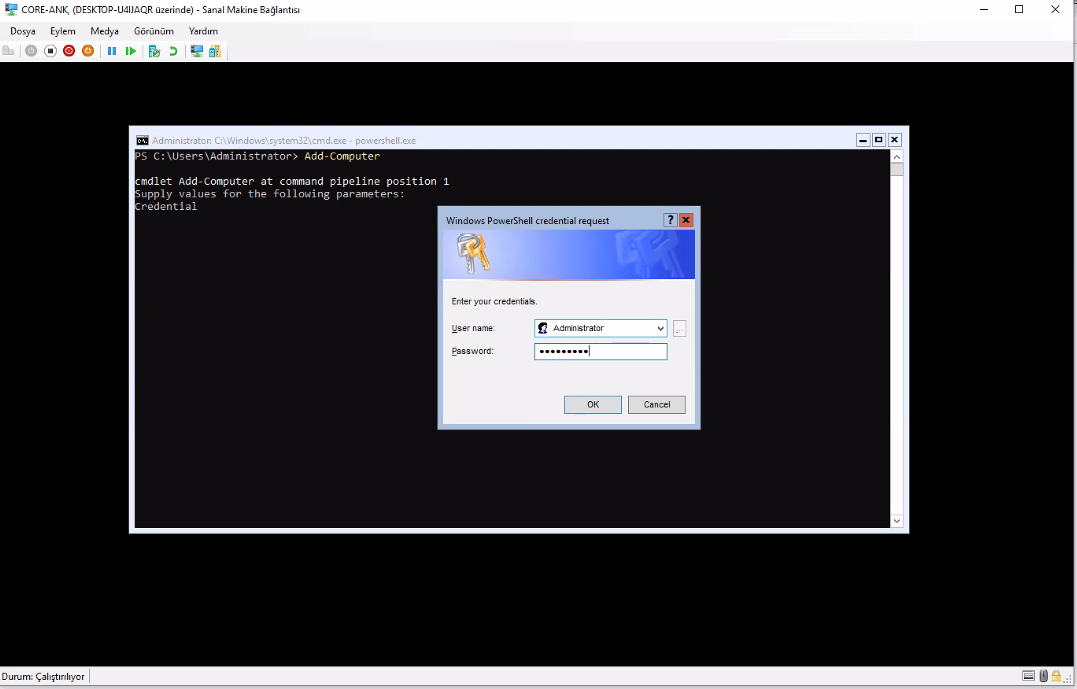 CORE-ANK, (DESKTOP-U4IJAQR üzerinde) - Sanal Makine Bağlantısı
Dosya Eylem Medya Görünüm Yardım
Administrator: C:\Windows\system32\cmd.exe - powershell.exe
PS C:\Users\Administrator> Add-Computer
cmdlet Add-Computer at command pipeline position 1
Supply values for the following parameters:
Credential
Windows PowerShell credential request
Enter your credentials.
User name: Administrator
Password: •••••••••
OK Cancel
Durum: Çalıştırılıyor